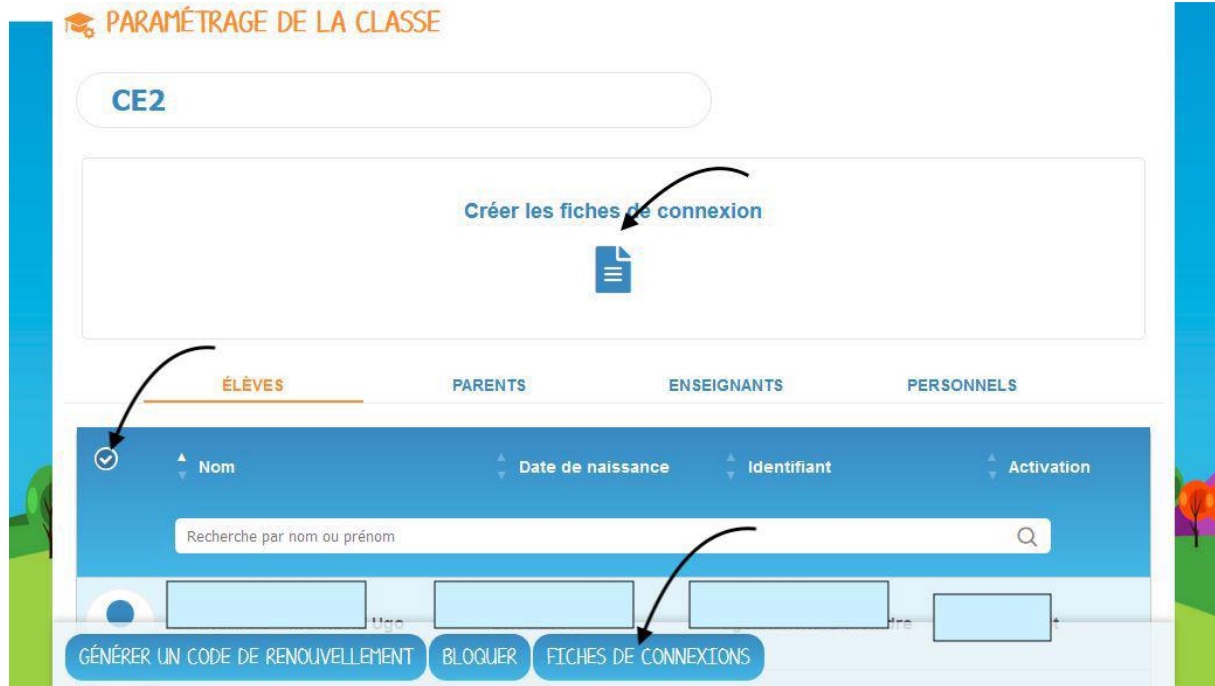 PARAMÉTRAGE DE LA CLASSE
CE2
Créer les fiches de connexion
ÉLÈVES PARENTS ENSEIGNANTS PERSONNELS
Nom Date de naissance Identifiant Activation
Recherche par nom ou prénom
Ugo
GÉNÉRER UN CODE DE RENOUVELLEMENT BLOQUER FICHES DE CONNEXIONS